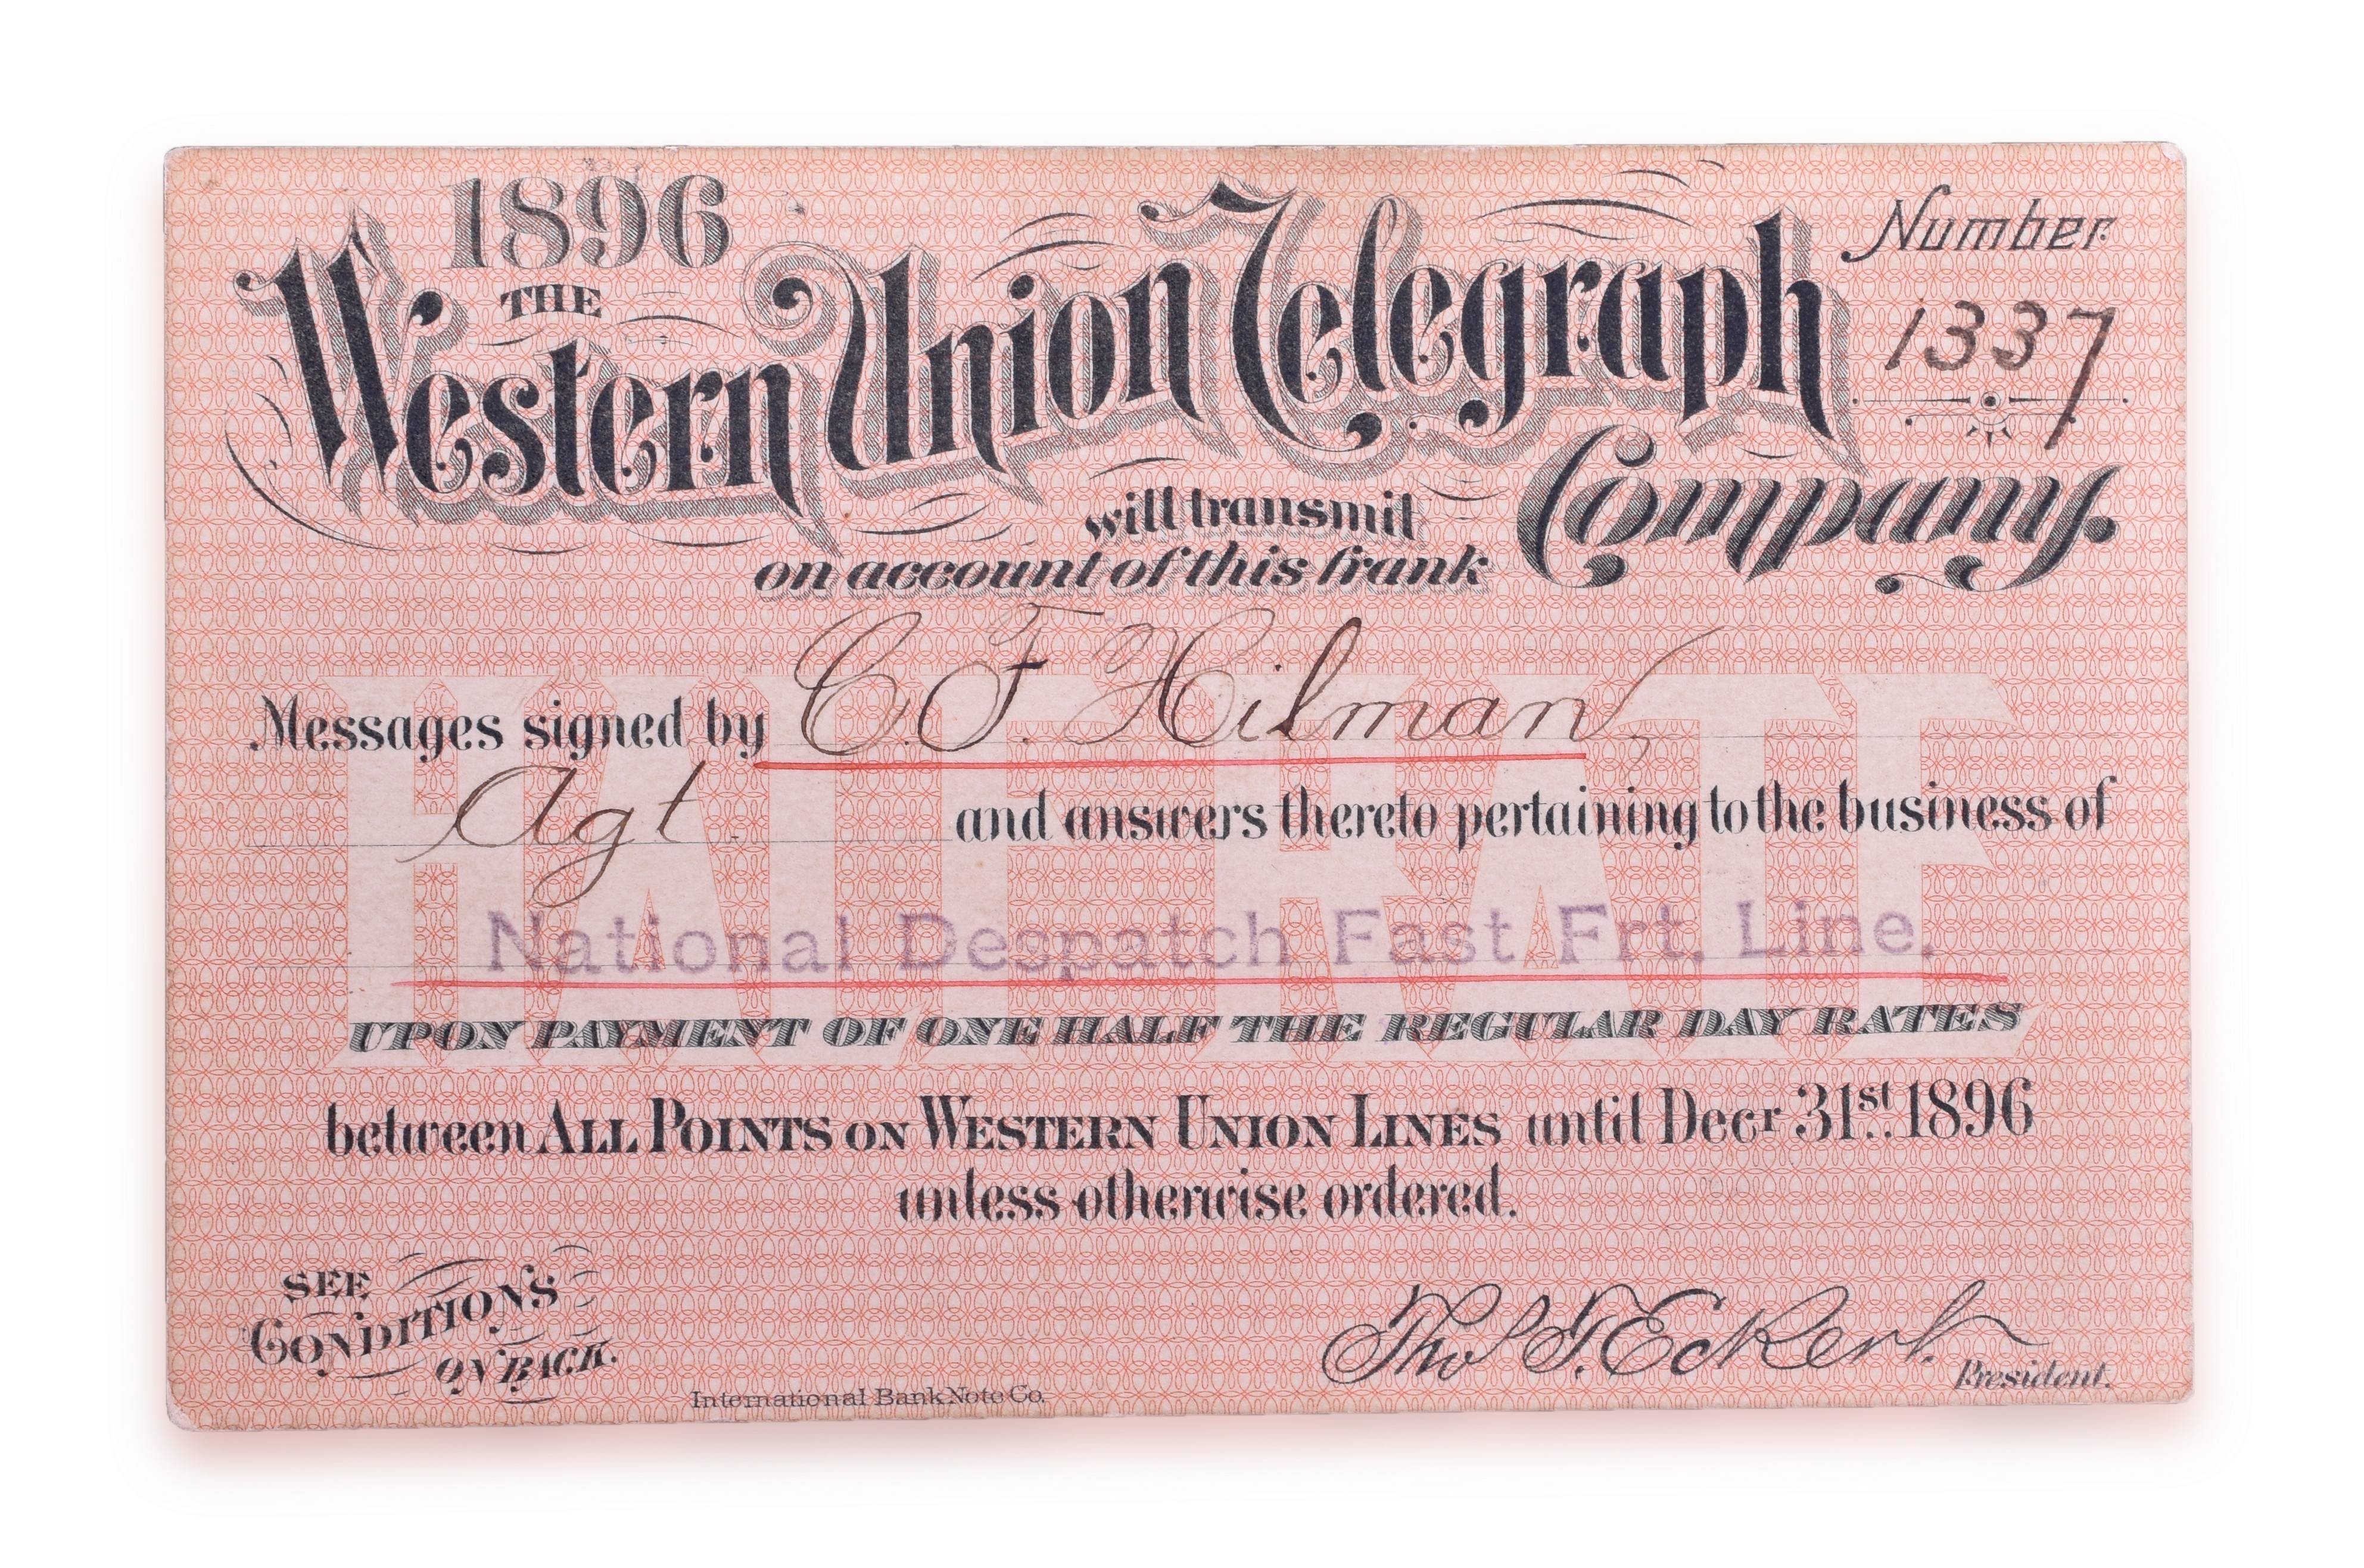 1896
Number
THE
Western Union Telegraph
1337
Company.
will transmit
on account of this frank
Messages signed by C. F. Hilman,
Agt. and answers thereto pertaining to the business of
National Despatch Fast Frt. Line.
HALF RATE
UPON PAYMENT OF ONE HALF THE REGULAR DAY RATES
between ALL POINTS ON WESTERN UNION LINES until Decr 31st. 1896
unless otherwise ordered.
SEE
CONDITIONS
ON BACK.
Thos. T. Eckert.
President.
International Bank Note Co.